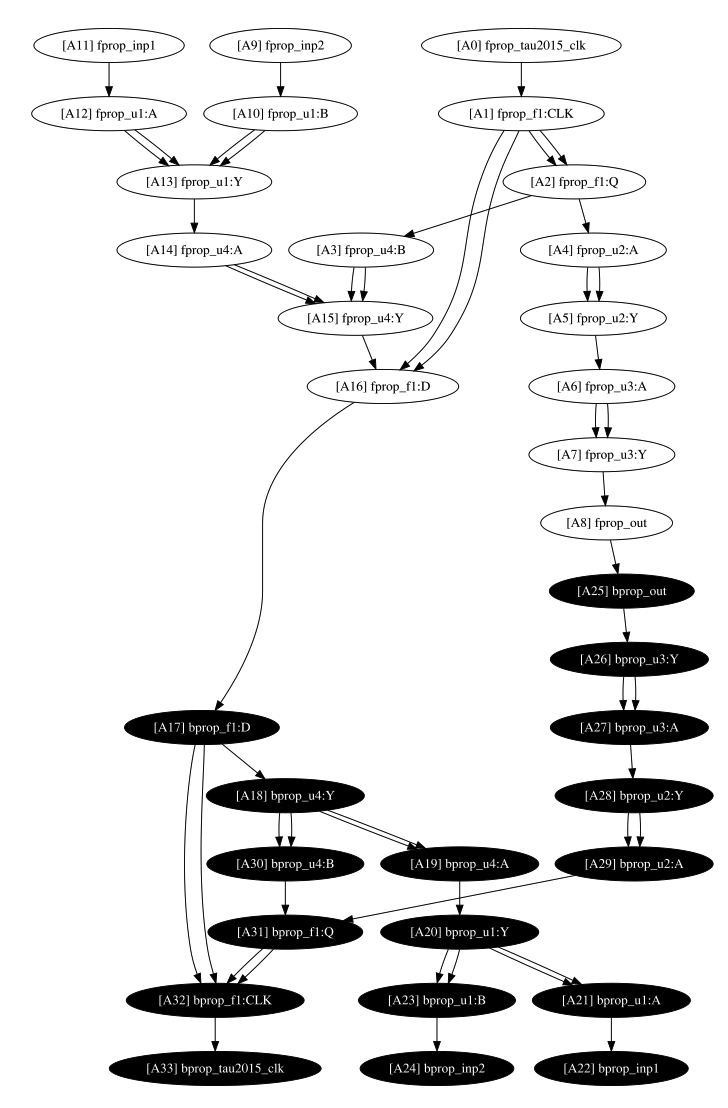 [A11] fprop_inp1
[A9] fprop_inp2
[A0] fprop_tau2015_clk
[A12] fprop_u1:A
[A10] fprop_u1:B
[A1] fprop_f1:CLK
[A13] fprop_u1:Y
[A2] fprop_f1:Q
[A14] fprop_u4:A
[A3] fprop_u4:B
[A4] fprop_u2:A
[A15] fprop_u4:Y
[A5] fprop_u2:Y
[A16] fprop_f1:D
[A6] fprop_u3:A
[A7] fprop_u3:Y
[A8] fprop_out
[A25] bprop_out
[A26] bprop_u3:Y
[A17] bprop_f1:D
[A27] bprop_u3:A
[A18] bprop_u4:Y
[A28] bprop_u2:Y
[A30] bprop_u4:B
[A19] bprop_u4:A
[A29] bprop_u2:A
[A31] bprop_f1:Q
[A20] bprop_u1:Y
[A32] bprop_f1:CLK
[A23] bprop_u1:B
[A21] bprop_u1:A
[A33] bprop_tau2015_clk
[A24] bprop_inp2
[A22] bprop_inp1